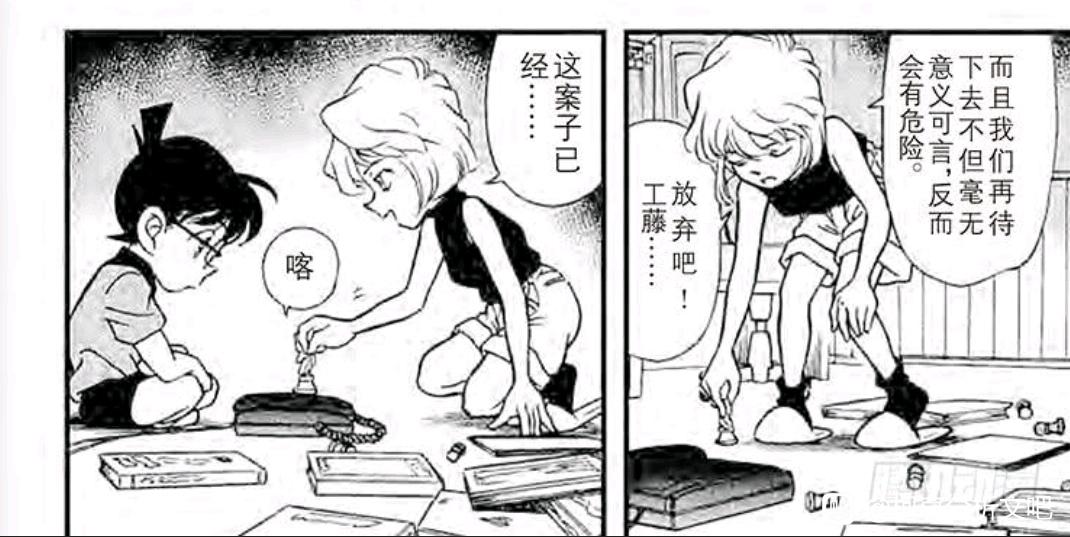 而且我们再待
下去不但毫无
意义可言,反而
会有危险。
放弃吧！
工藤……
这案子已
经……
喀